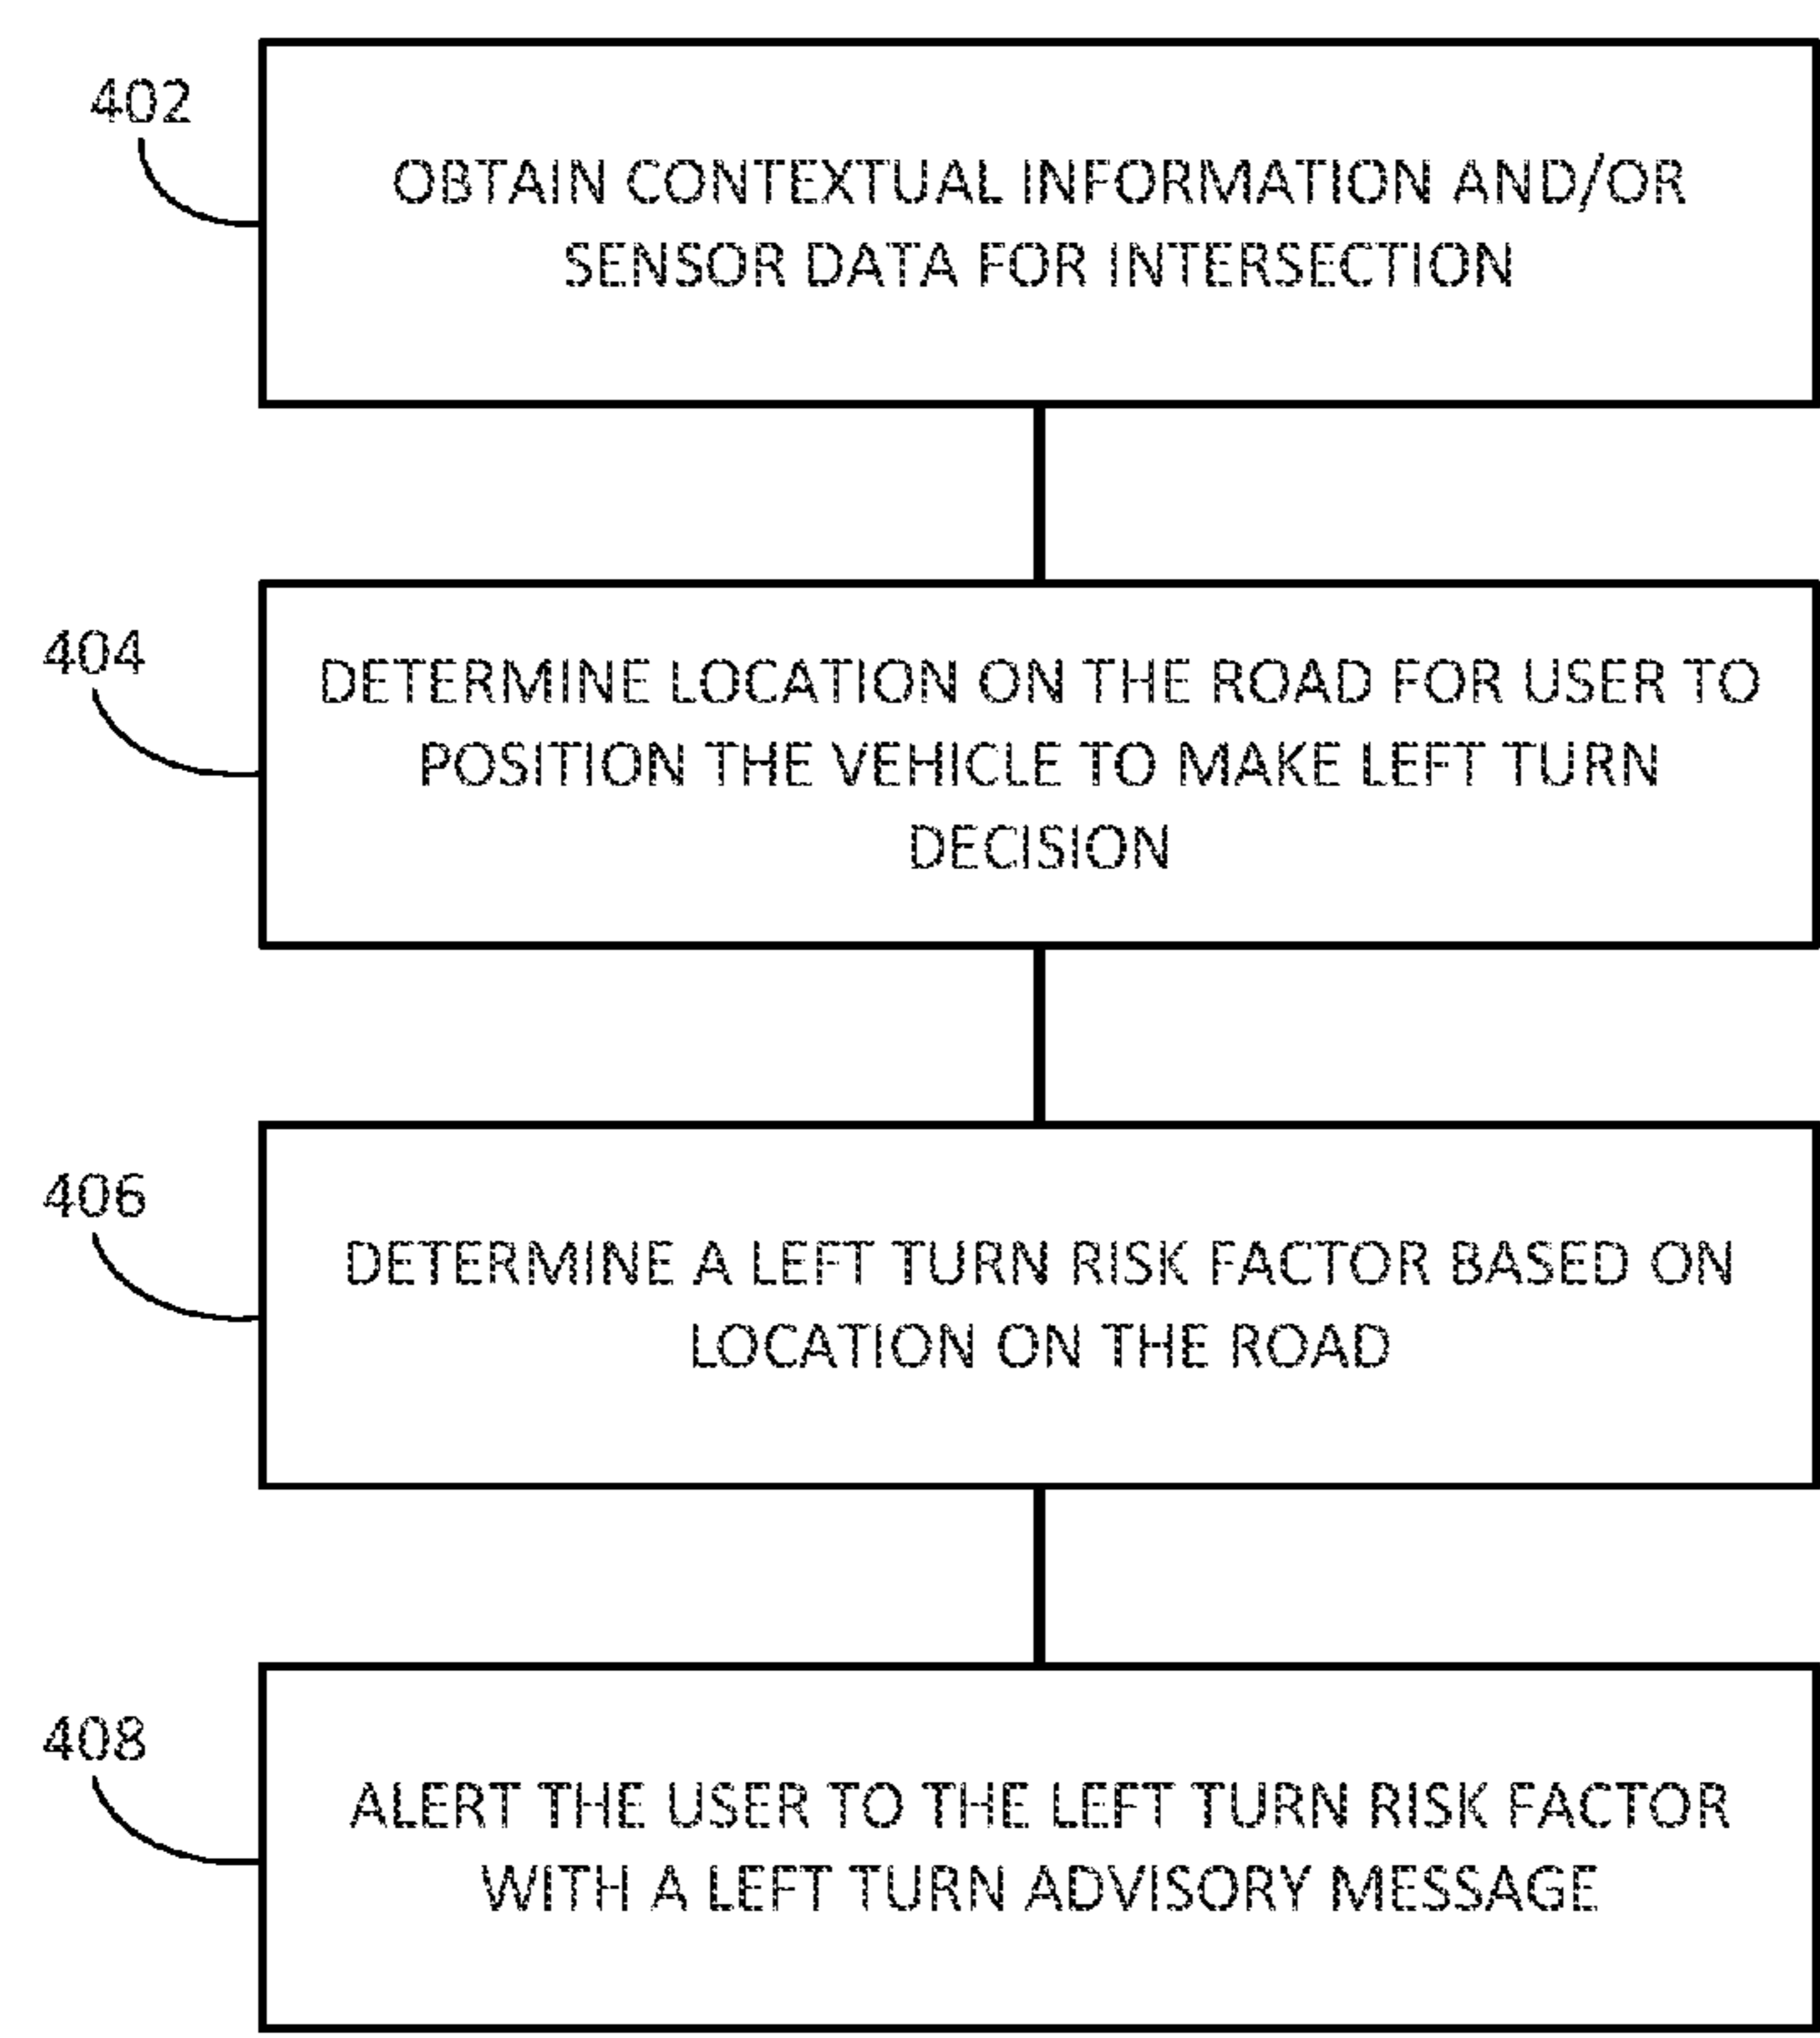 402
OBTAIN CONTEXTUAL INFORMATION AND/OR
SENSOR DATA FOR INTERSECTION
404
DETERMINE LOCATION ON THE ROAD FOR USER TO
POSITION THE VEHICLE TO MAKE LEFT TURN
DECISION
406
DETERMINE A LEFT TURN RISK FACTOR BASED ON
LOCATION ON THE ROAD
408
ALERT THE USER TO THE LEFT TURN RISK FACTOR
WITH A LEFT TURN ADVISORY MESSAGE